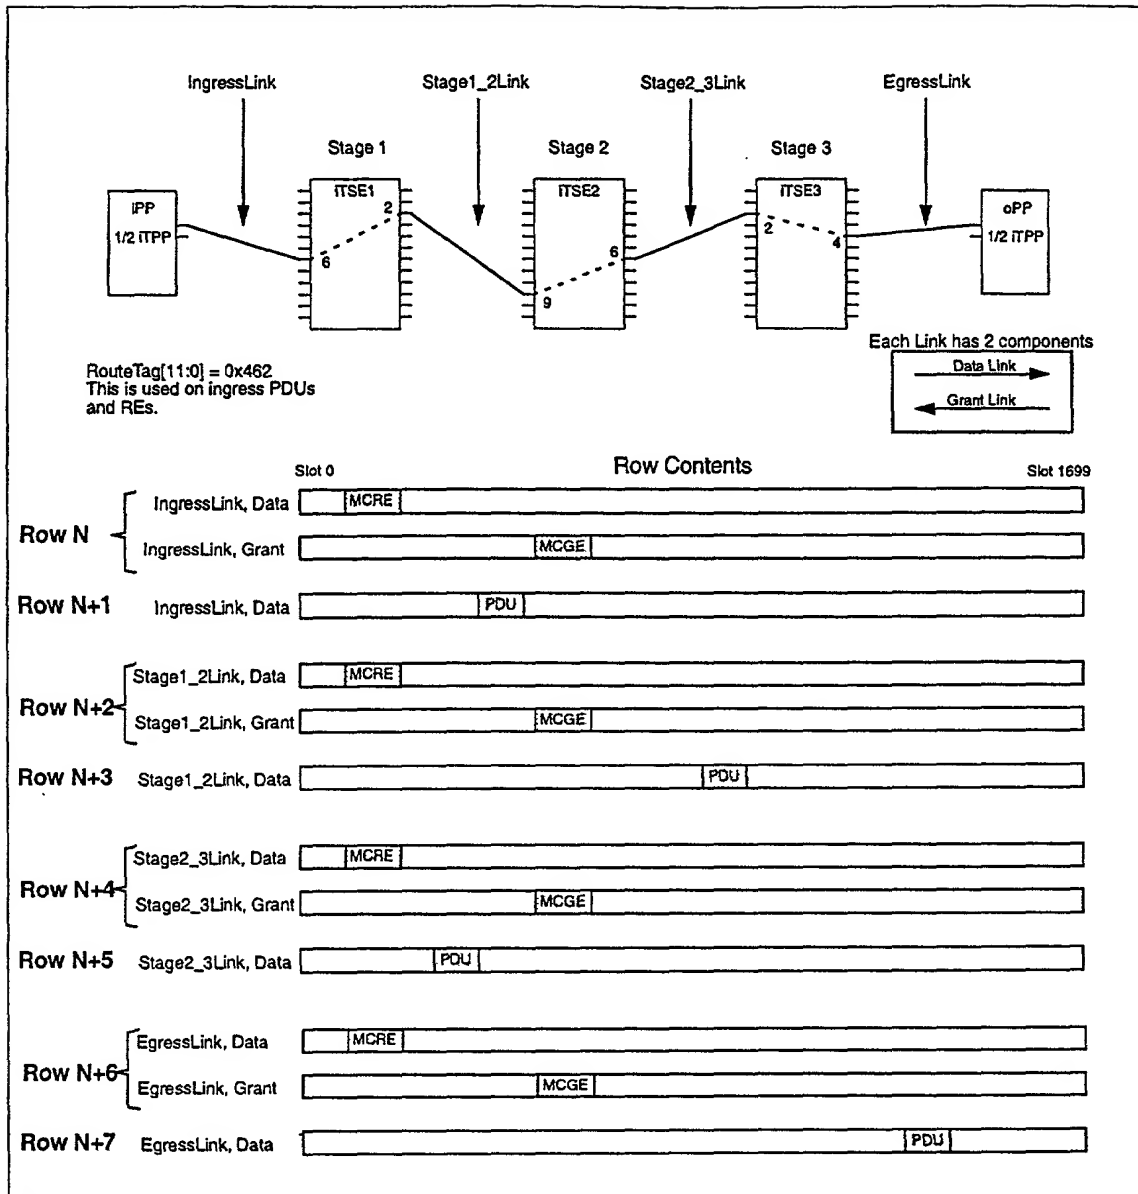 IngressLink
Stage1_2Link
Stage2_3Link
EgressLink
Stage 1
Stage 2
Stage 3
iPP
1/2 iTPP
iTSE1
2
6
iTSE2
6
9
iTSE3
2
4
oPP
1/2 iTPP
RouteTag[11:0] = 0x462
This is used on ingress PDUs
and REs.
Each Link has 2 components
Data Link
Grant Link
Slot 0
Row Contents
Slot 1699
Row N
IngressLink, Data
MCRE
IngressLink, Grant
MCGE
Row N+1
IngressLink, Data
PDU
Row N+2
Stage1_2Link, Data
MCRE
Stage1_2Link, Grant
MCGE
Row N+3
Stage1_2Link, Data
PDU
Row N+4
Stage2_3Link, Data
MCRE
Stage2_3Link, Grant
MCGE
Row N+5
Stage2_3Link, Data
PDU
Row N+6
EgressLink, Data
MCRE
EgressLink, Grant
MCGE
Row N+7
EgressLink, Data
PDU